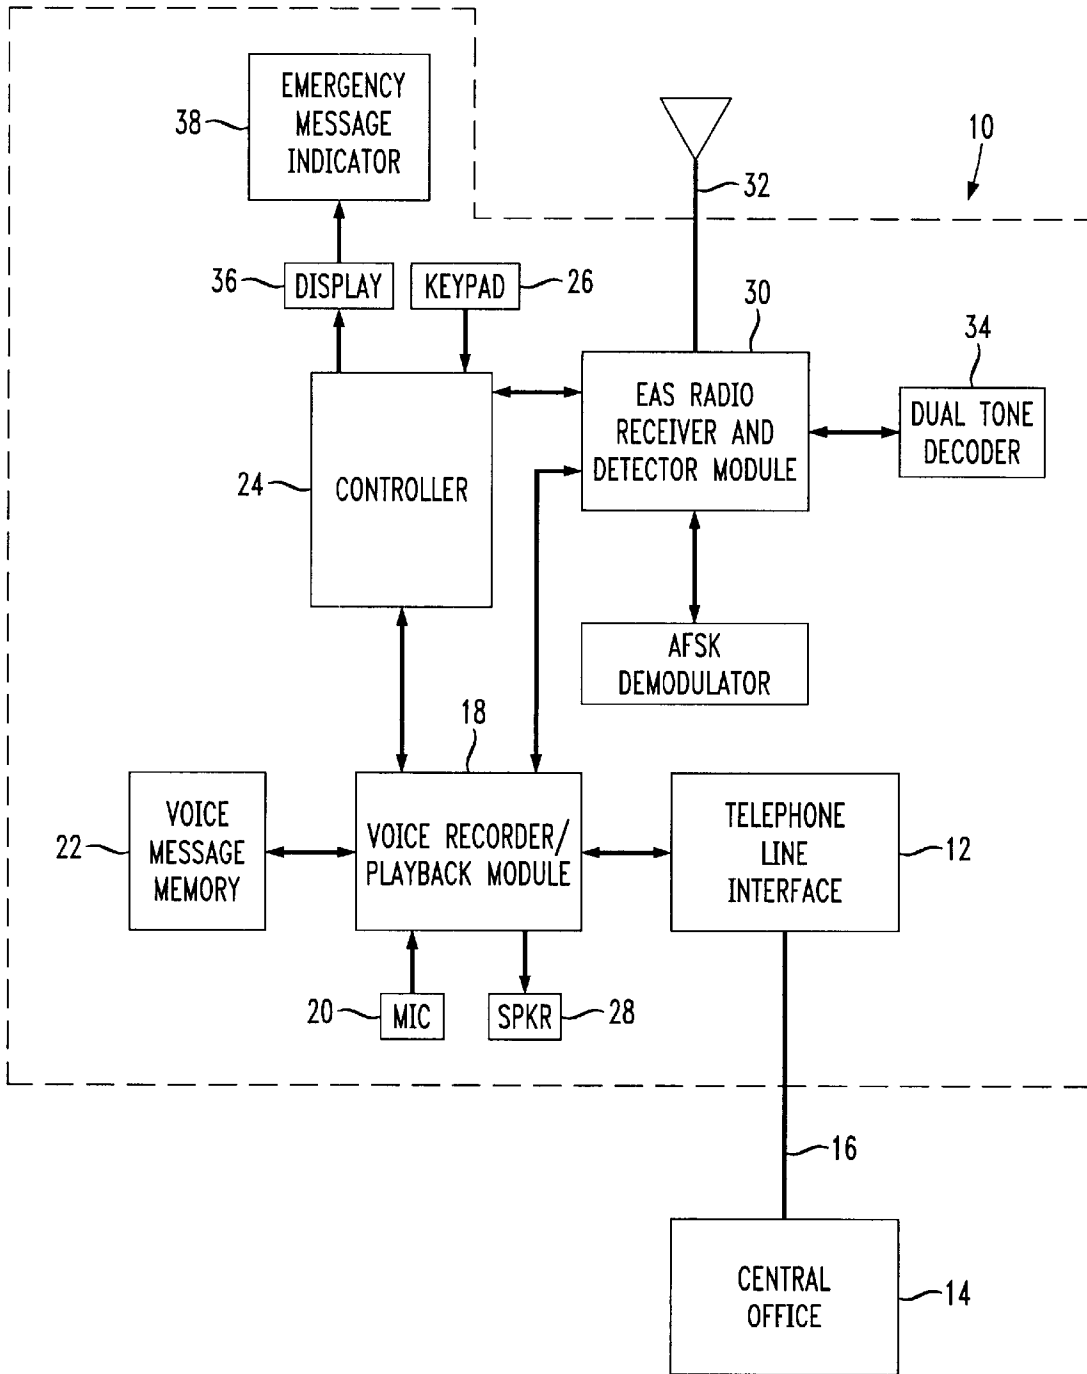 EMERGENCY
MESSAGE
INDICATOR
38
10
32
36
DISPLAY
KEYPAD
26
30
34
EAS RADIO
RECEIVER AND
DETECTOR MODULE
DUAL TONE
DECODER
24
CONTROLLER
AFSK
DEMODULATOR
18
VOICE
MESSAGE
MEMORY
22
VOICE RECORDER/
PLAYBACK MODULE
TELEPHONE
LINE
INTERFACE
12
20
MIC
SPKR
28
16
CENTRAL
OFFICE
14